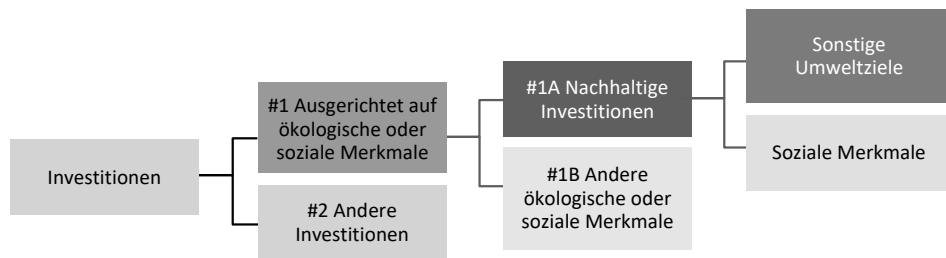 Investitionen
#1 Ausgerichtet auf
ökologische oder
soziale Merkmale
#2 Andere
Investitionen
#1A Nachhaltige
Investitionen
#1B Andere
ökologische oder
soziale Merkmale
Sonstige
Umweltziele
Soziale Merkmale